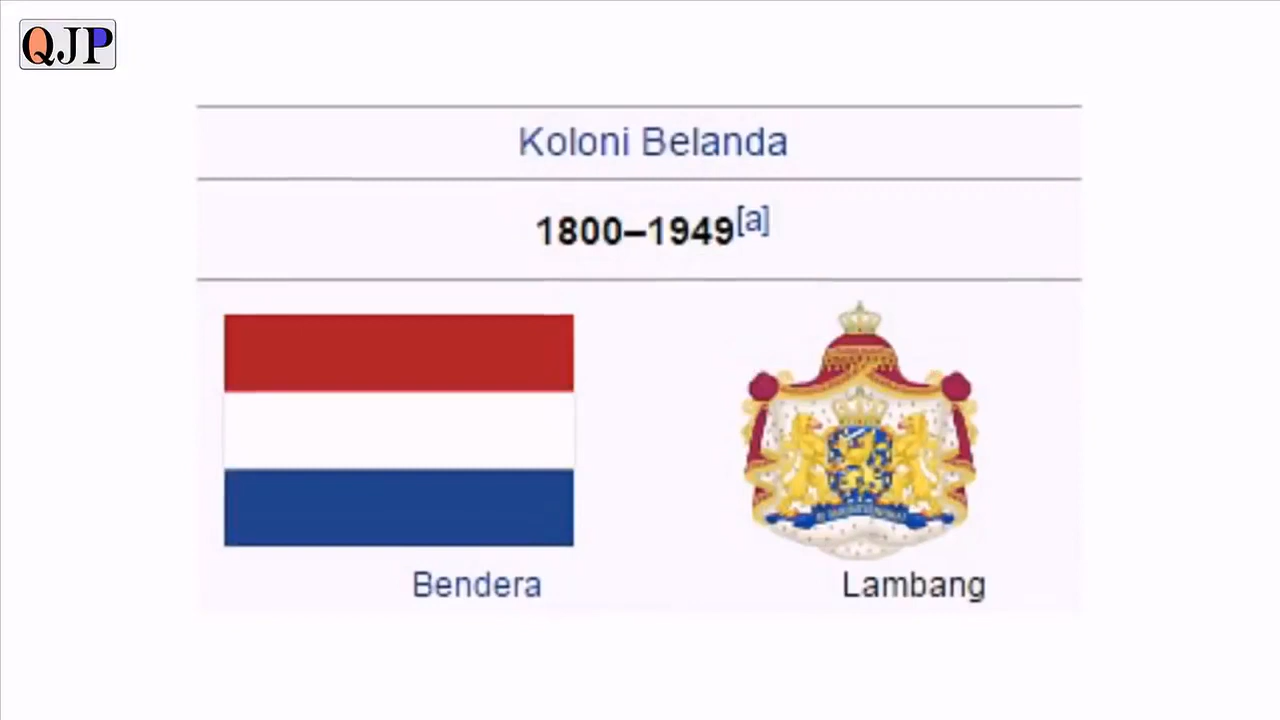 QJP
Koloni Belanda
1800–1949[a]
Bendera
Lambang